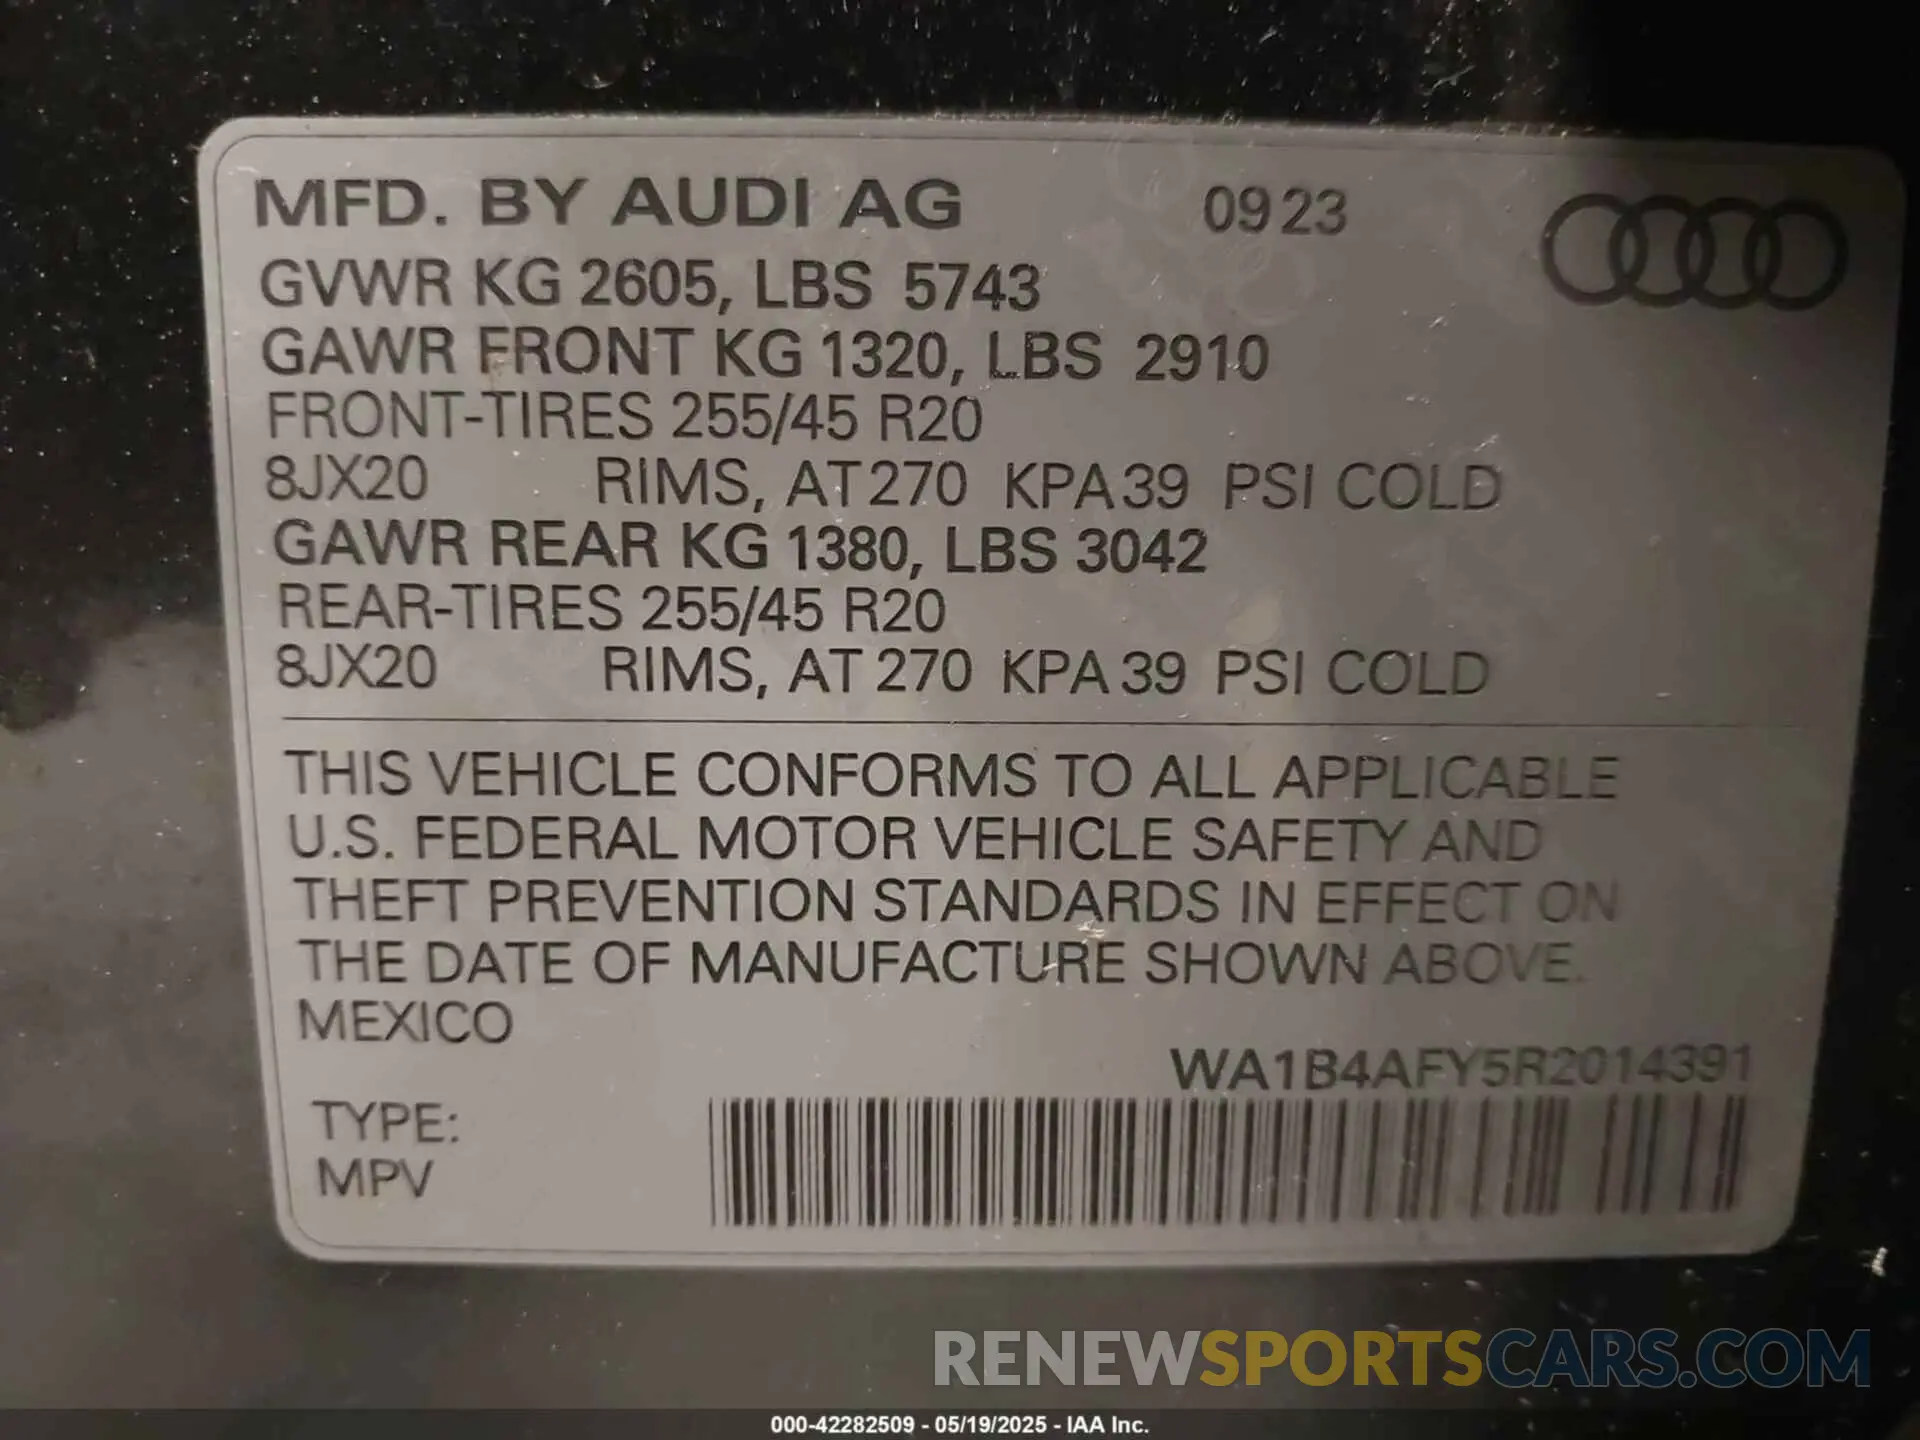 MFD. BY AUDI AG 0923
GVWR KG 2605, LBS 5743
GAWR FRONT KG 1320, LBS 2910
FRONT-TIRES 255/45 R20
8JX20 RIMS, AT 270 KPA 39 PSI COLD
GAWR REAR KG 1380, LBS 3042
REAR-TIRES 255/45 R20
8JX20 RIMS, AT 270 KPA 39 PSI COLD
THIS VEHICLE CONFORMS TO ALL APPLICABLE
U.S. FEDERAL MOTOR VEHICLE SAFETY AND
THEFT PREVENTION STANDARDS IN EFFECT ON
THE DATE OF MANUFACTURE SHOWN ABOVE.
MEXICO
WA1B4AFY5R2014391
TYPE:
MPV
RENEWSPORTSCARS.COM
000-42282509 - 05/19/2025 - IAA Inc.